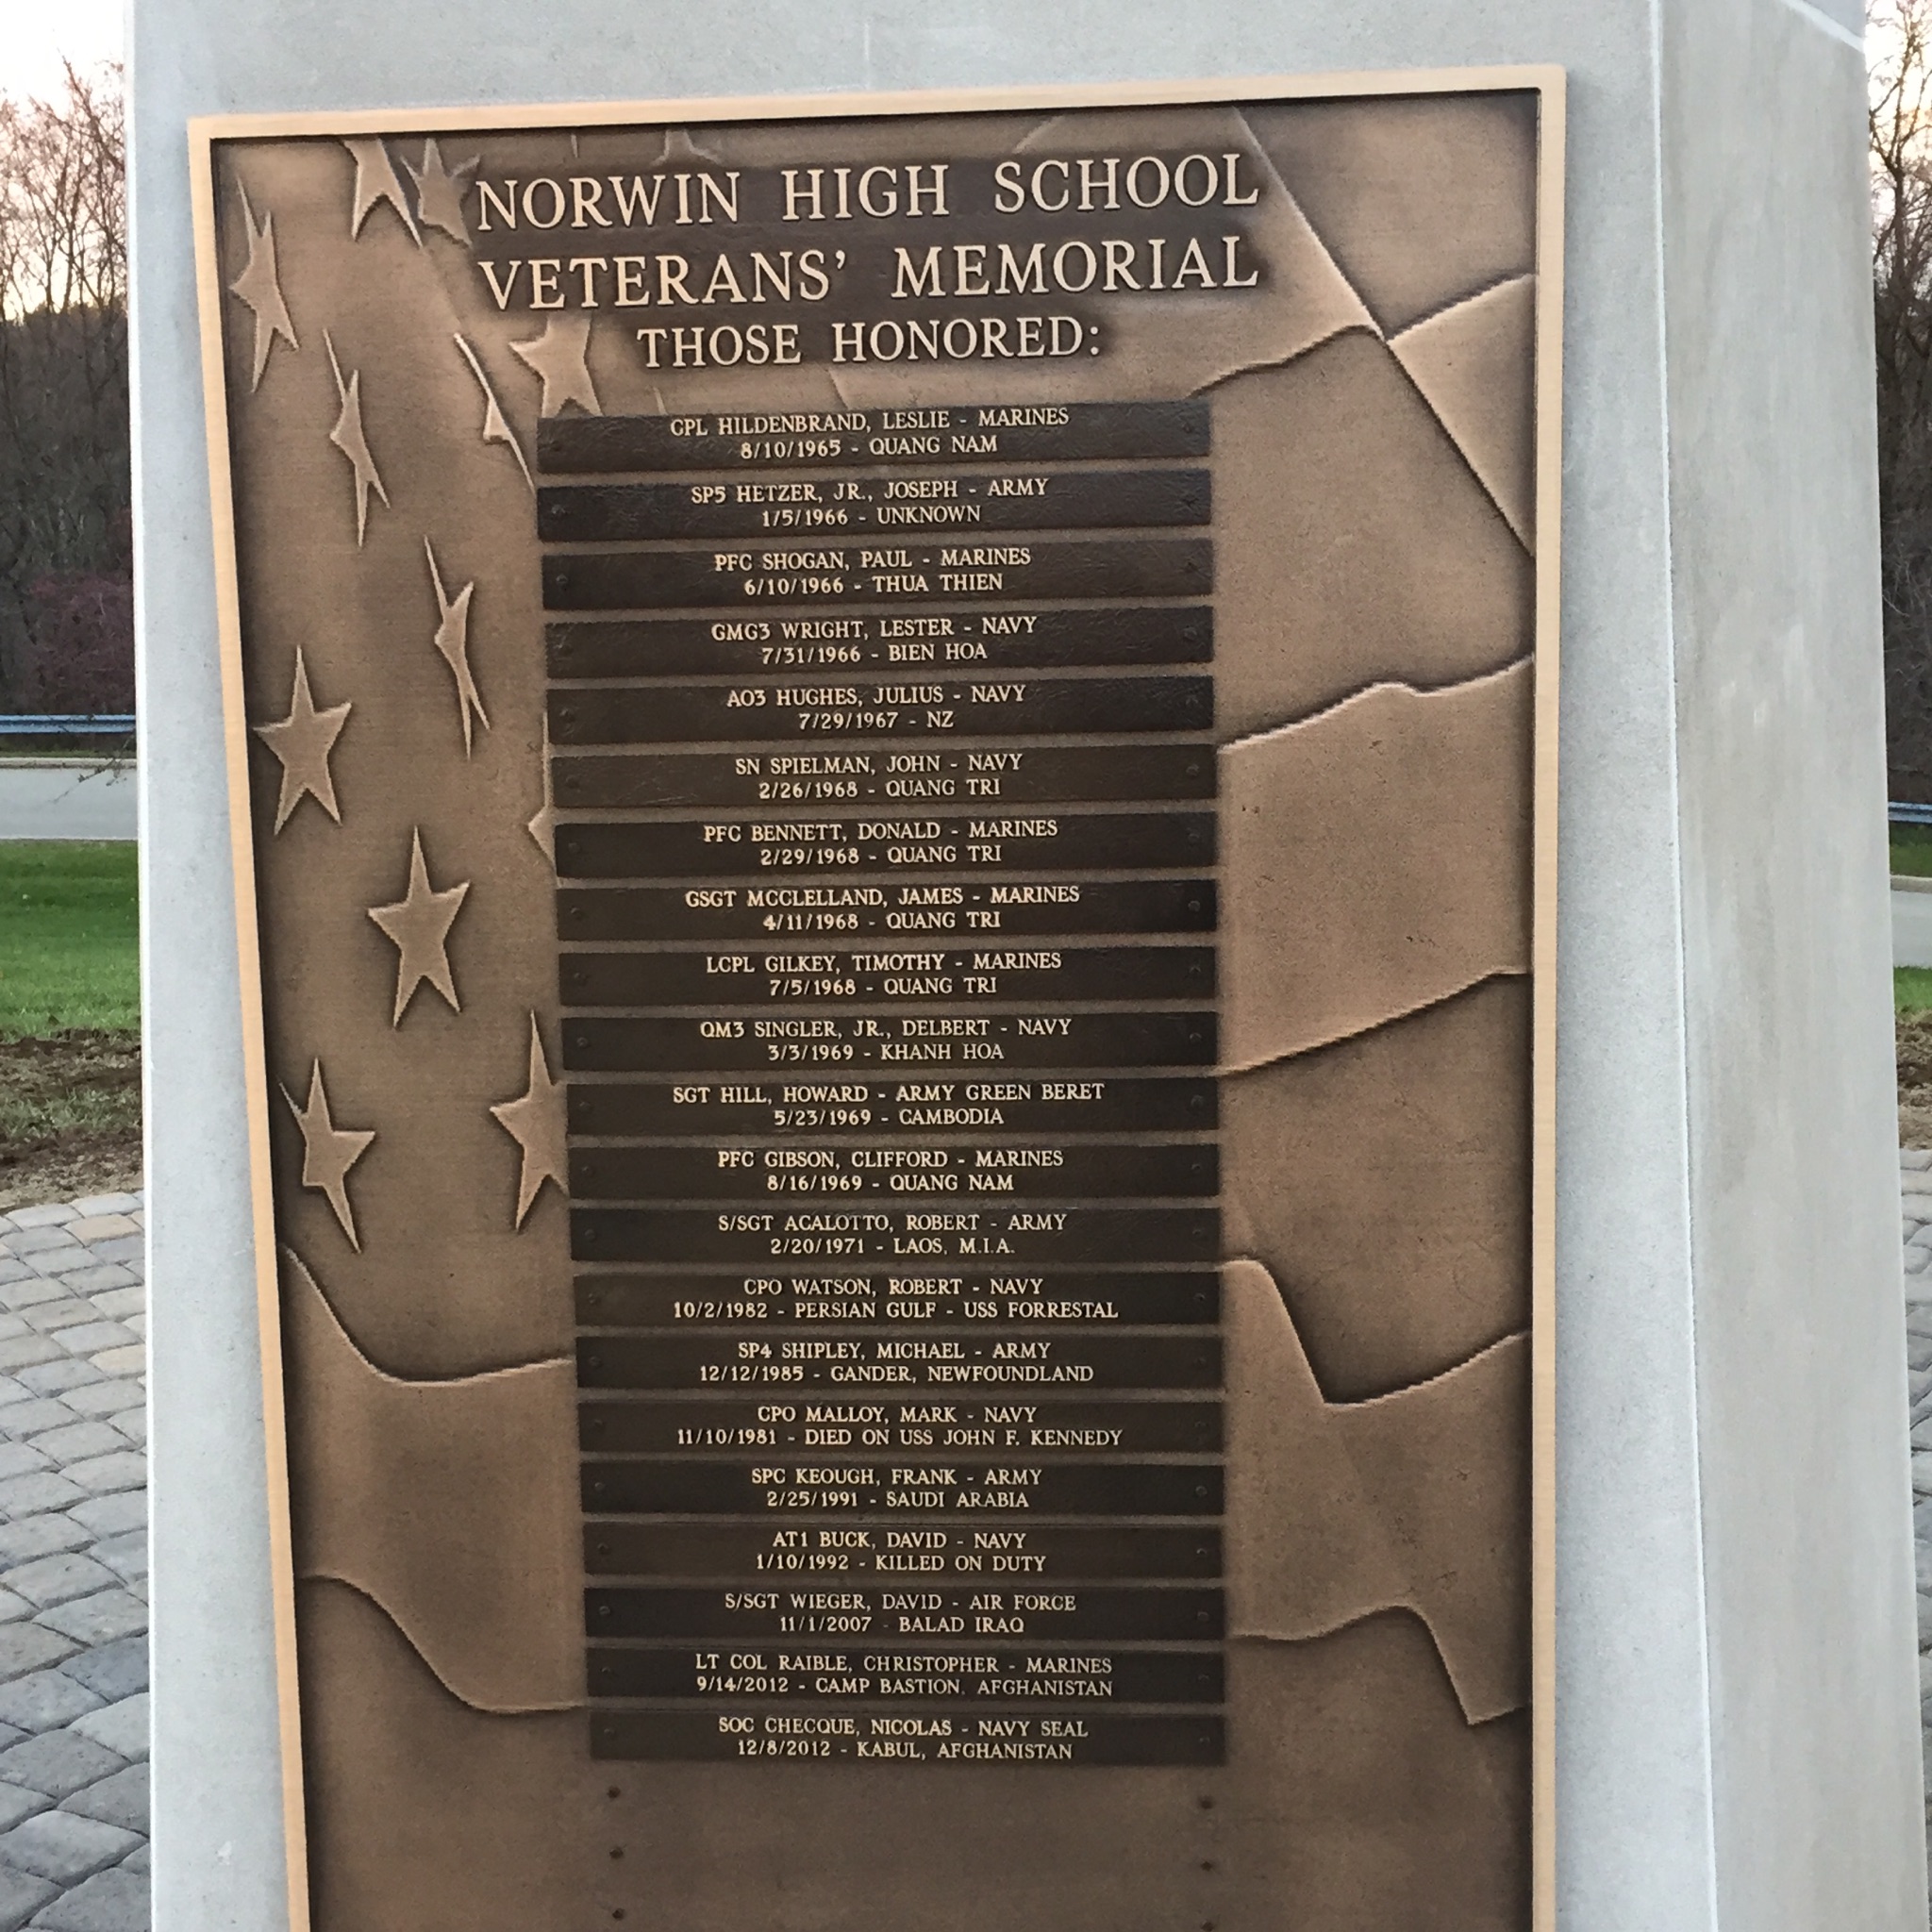 NORWIN HIGH SCHOOL
VETERANS' MEMORIAL
THOSE HONORED:
CPL HILDENBRAND, LESLIE - MARINES
8/10/1965 - QUANG NAM
SP5 HETZER, JR., JOSEPH - ARMY
1/5/1966 - UNKNOWN
PFC SHOGAN, PAUL - MARINES
6/10/1966 - THUA THIEN
GMG3 WRIGHT, LESTER - NAVY
7/31/1966 - BIEN HOA
AO3 HUGHES, JULIUS - NAVY
7/29/1967 - NZ
SN SPIELMAN, JOHN - NAVY
2/26/1968 - QUANG TRI
PFC BENNETT, DONALD - MARINES
2/29/1968 - QUANG TRI
GSGT MCCLELLAND, JAMES - MARINES
4/11/1968 - QUANG TRI
LCPL GILKEY, TIMOTHY - MARINES
7/5/1968 - QUANG TRI
QM3 SINGLER, JR., DELBERT - NAVY
3/3/1969 - KHANH HOA
SGT HILL, HOWARD - ARMY GREEN BERET
5/23/1969 - CAMBODIA
PFC GIBSON, CLIFFORD - MARINES
8/16/1969 - QUANG NAM
S/SGT ACALOTTO, ROBERT - ARMY
2/20/1971 - LAOS, M.I.A.
CPO WATSON, ROBERT - NAVY
10/2/1982 - PERSIAN GULF - USS FORRESTAL
SP4 SHIPLEY, MICHAEL - ARMY
12/12/1985 - GANDER, NEWFOUNDLAND
CPO MALLOY, MARK - NAVY
11/10/1981 - DIED ON USS JOHN F. KENNEDY
SPC KEOUGH, FRANK - ARMY
2/25/1991 - SAUDI ARABIA
AT1 BUCK, DAVID - NAVY
1/10/1992 - KILLED ON DUTY
S/SGT WIEGER, DAVID - AIR FORCE
11/1/2007 - BALAD IRAQ
LT COL RAIBLE, CHRISTOPHER - MARINES
9/14/2012 - CAMP BASTION, AFGHANISTAN
SOC CHECQUE, NICOLAS - NAVY SEAL
12/8/2012 - KABUL, AFGHANISTAN